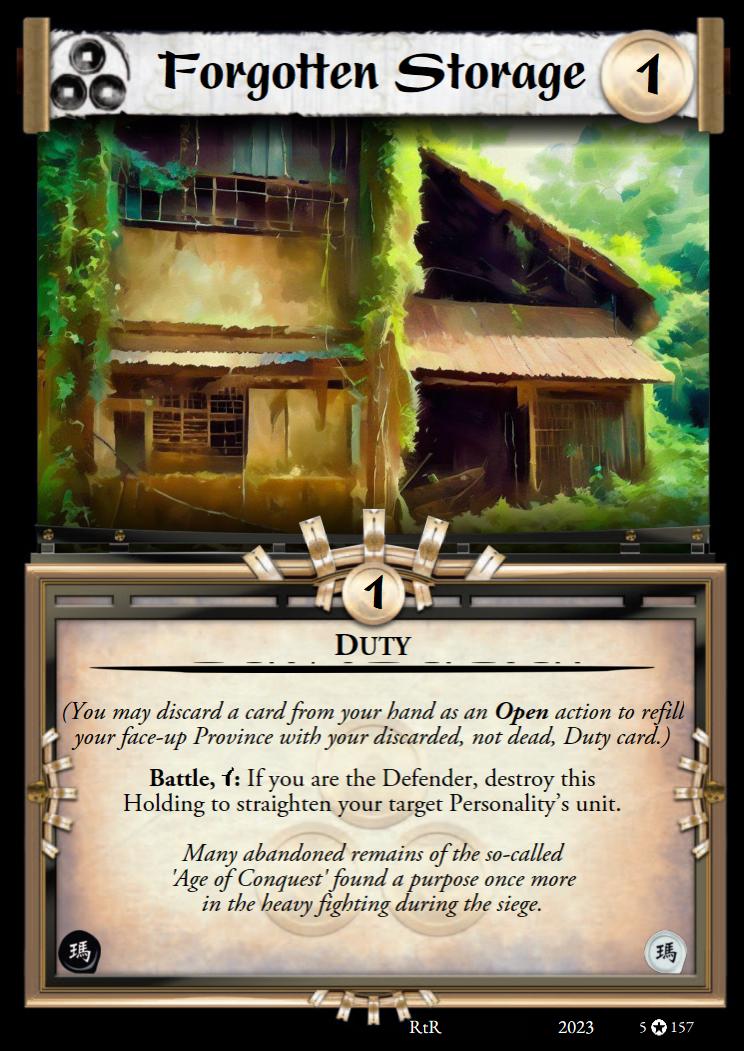 Forgotten Storage 1
1
DUTY
(You may discard a card from your hand as an Open action to refill
your face-up Province with your discarded, not dead, Duty card.)
Battle, 1: If you are the Defender, destroy this
Holding to straighten your target Personality's unit.
Many abandoned remains of the so-called
'Age of Conquest' found a purpose once more
in the heavy fighting during the siege.
瑪 瑪
RtR 2023 5 ✪ 157